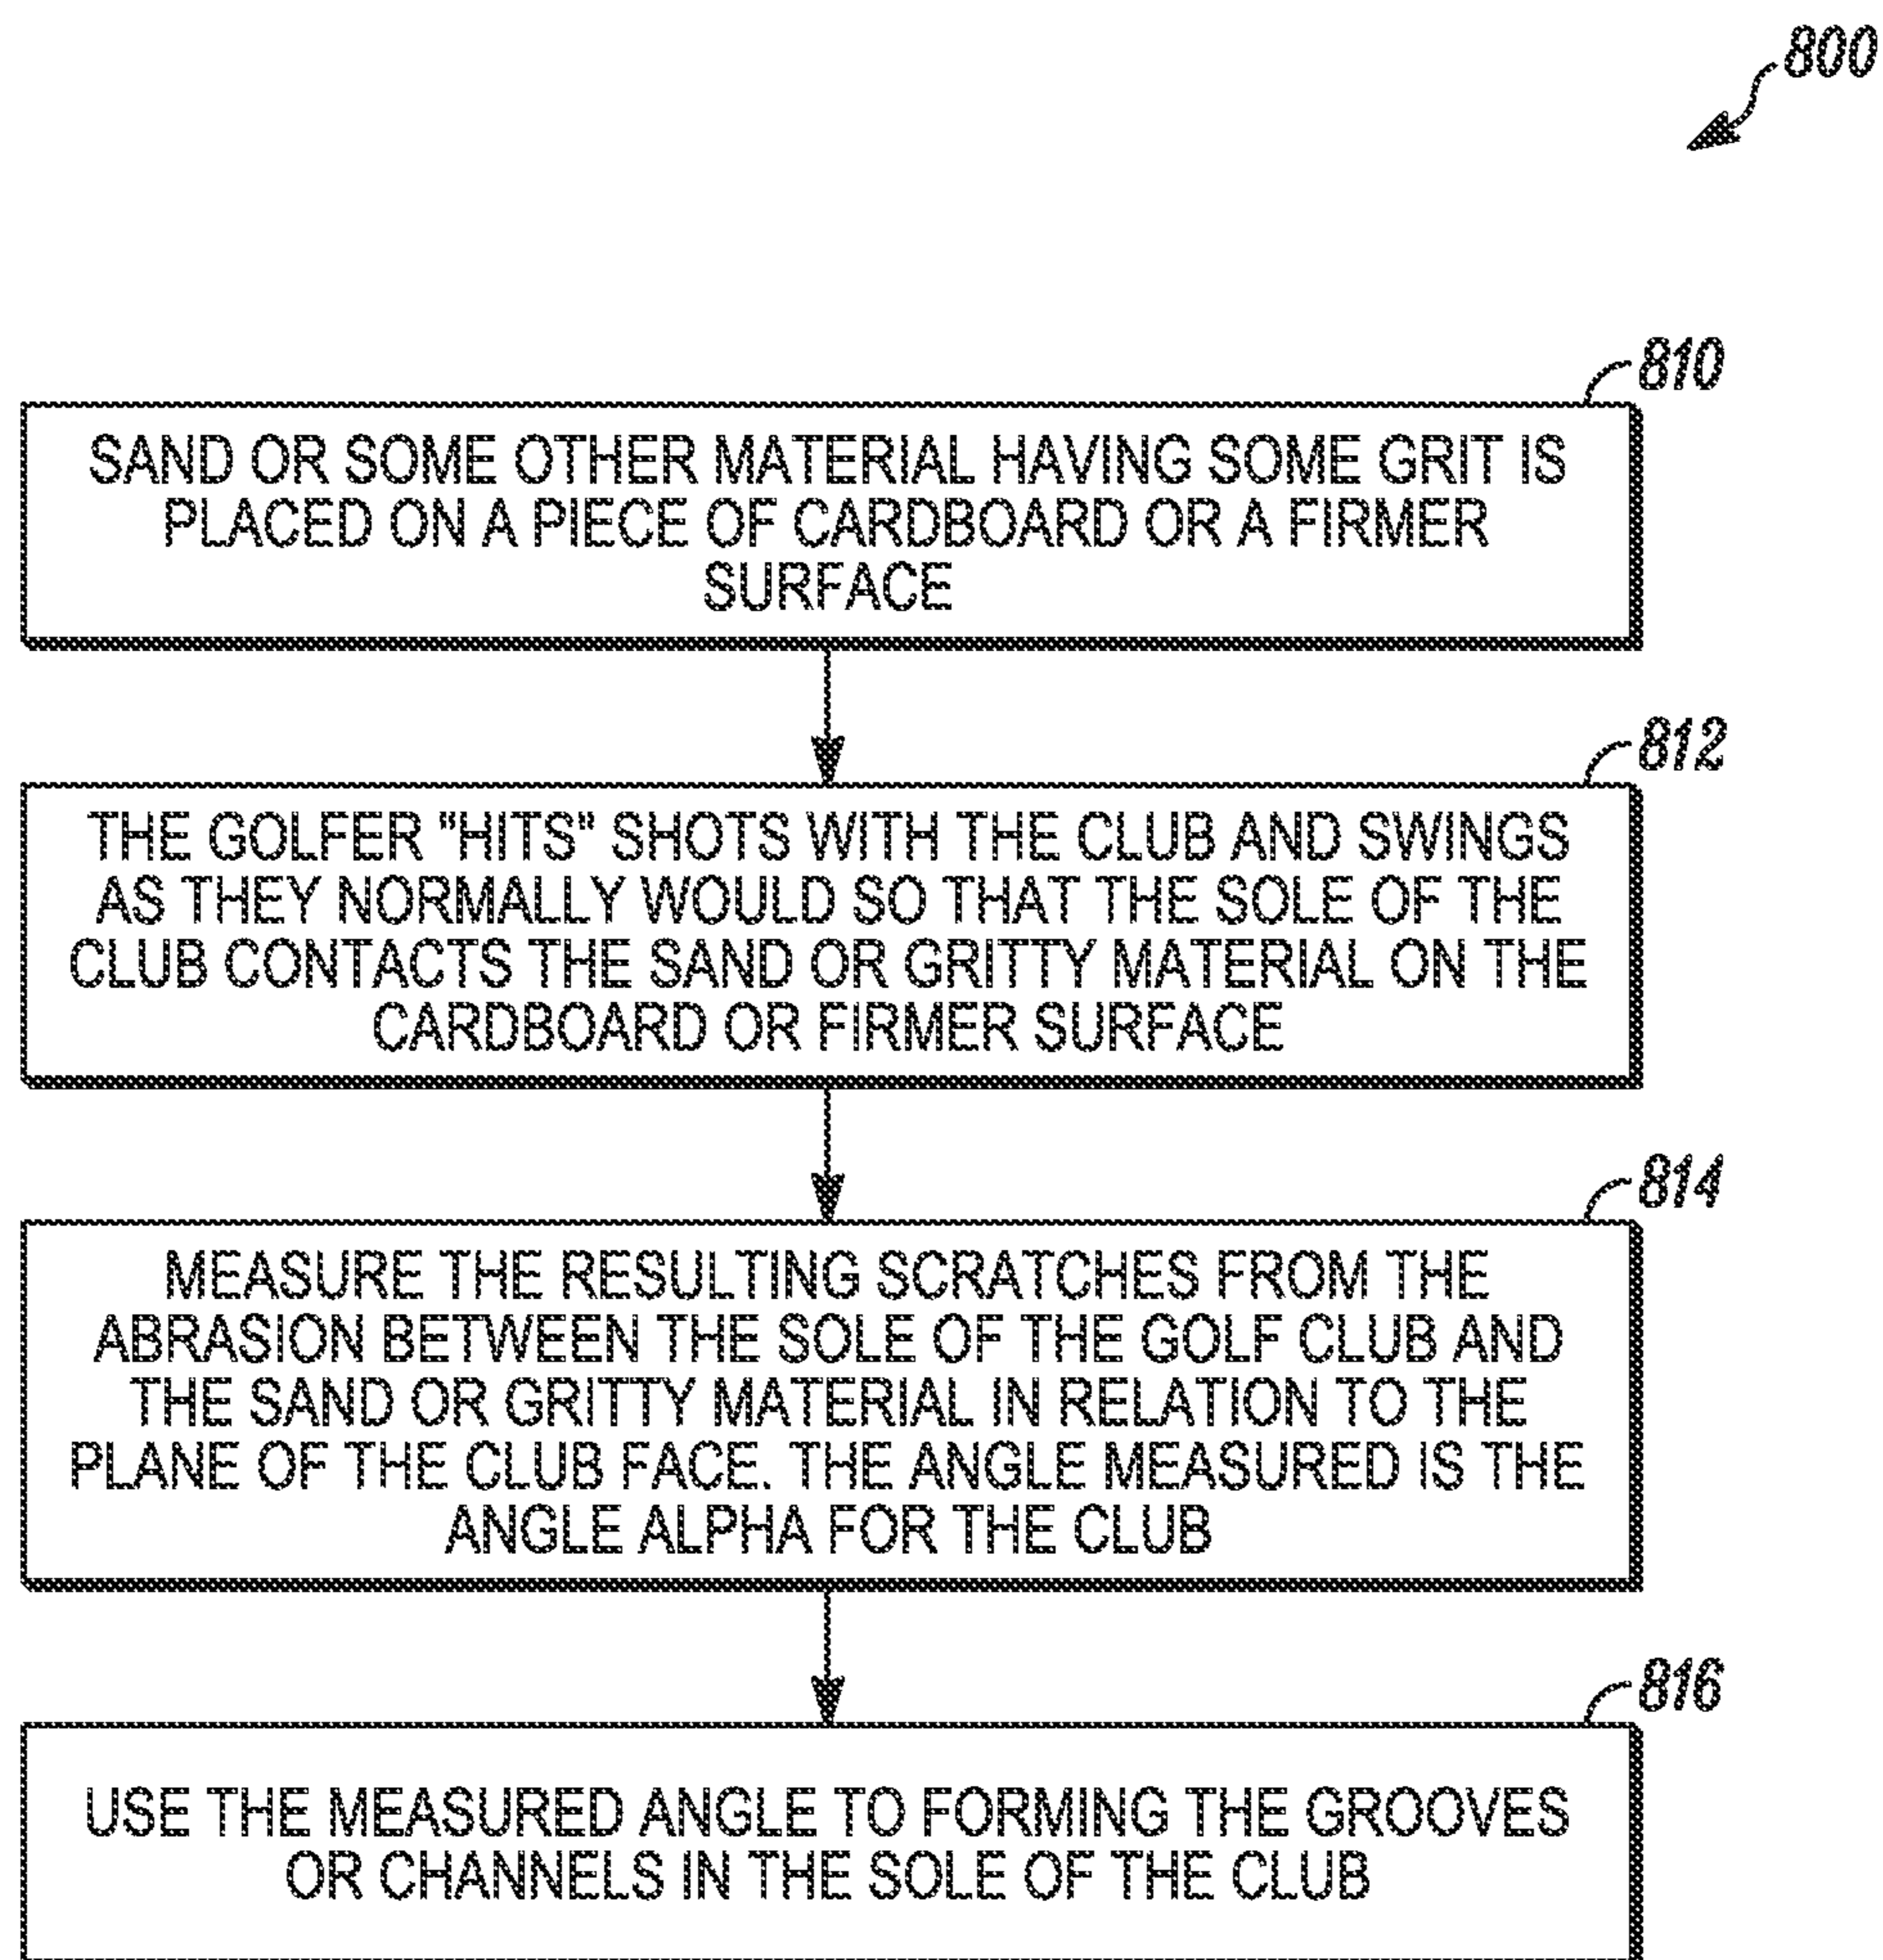 800
810
SAND OR SOME OTHER MATERIAL HAVING SOME GRIT IS
PLACED ON A PIECE OF CARDBOARD OR A FIRMER
SURFACE
812
THE GOLFER "HITS" SHOTS WITH THE CLUB AND SWINGS
AS THEY NORMALLY WOULD SO THAT THE SOLE OF THE
CLUB CONTACTS THE SAND OR GRITTY MATERIAL ON THE
CARDBOARD OR FIRMER SURFACE
814
MEASURE THE RESULTING SCRATCHES FROM THE
ABRASION BETWEEN THE SOLE OF THE GOLF CLUB AND
THE SAND OR GRITTY MATERIAL IN RELATION TO THE
PLANE OF THE CLUB FACE. THE ANGLE MEASURED IS THE
ANGLE ALPHA FOR THE CLUB
816
USE THE MEASURED ANGLE TO FORMING THE GROOVES
OR CHANNELS IN THE SOLE OF THE CLUB